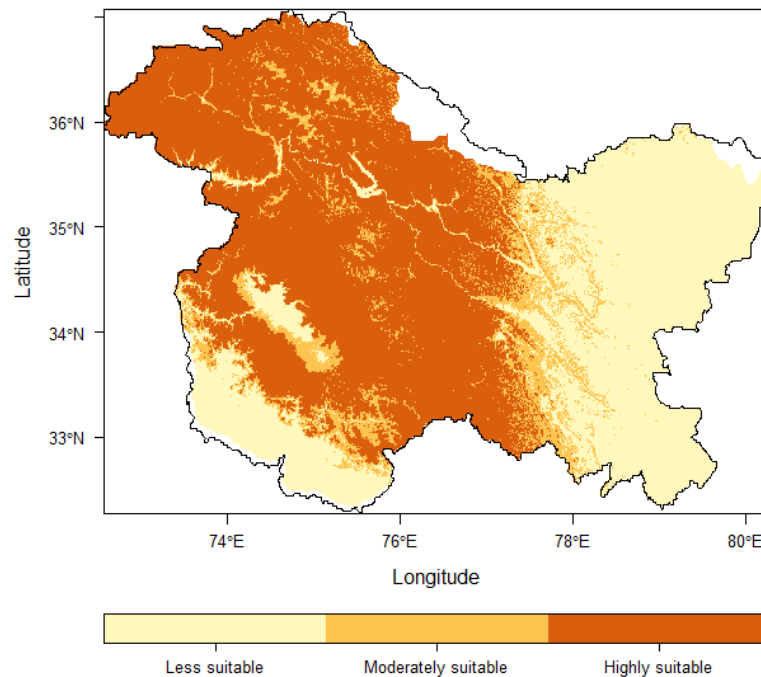 36°N
35°N
34°N
33°N
Latitude
74°E
76°E
78°E
80°E
Longitude
Less suitable
Moderately suitable
Highly suitable